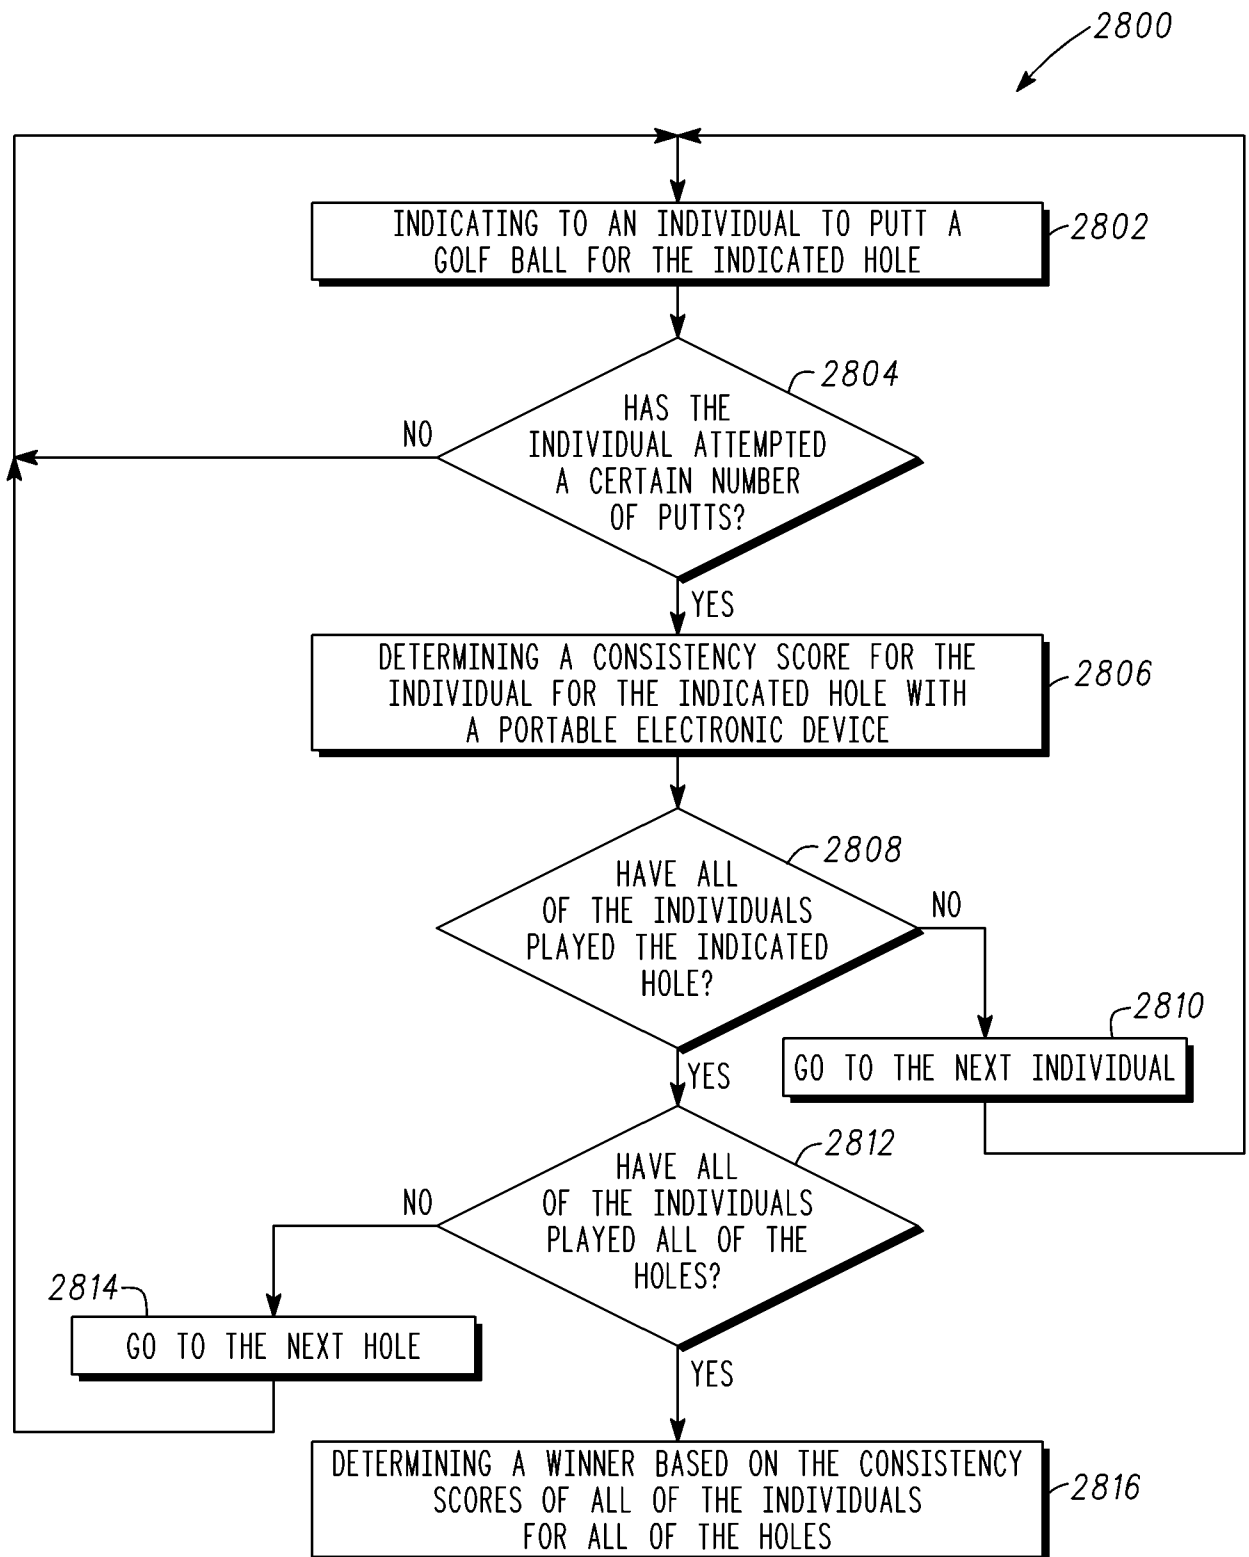 2800
INDICATING TO AN INDIVIDUAL TO PUTT A
GOLF BALL FOR THE INDICATED HOLE
2802
2804
HAS THE
INDIVIDUAL ATTEMPTED
A CERTAIN NUMBER
OF PUTTS?
NO
YES
DETERMINING A CONSISTENCY SCORE FOR THE
INDIVIDUAL FOR THE INDICATED HOLE WITH
A PORTABLE ELECTRONIC DEVICE
2806
2808
HAVE ALL
OF THE INDIVIDUALS
PLAYED THE INDICATED
HOLE?
NO
2810
GO TO THE NEXT INDIVIDUAL
YES
2812
HAVE ALL
OF THE INDIVIDUALS
PLAYED ALL OF THE
HOLES?
NO
2814
GO TO THE NEXT HOLE
YES
DETERMINING A WINNER BASED ON THE CONSISTENCY
SCORES OF ALL OF THE INDIVIDUALS
FOR ALL OF THE HOLES
2816